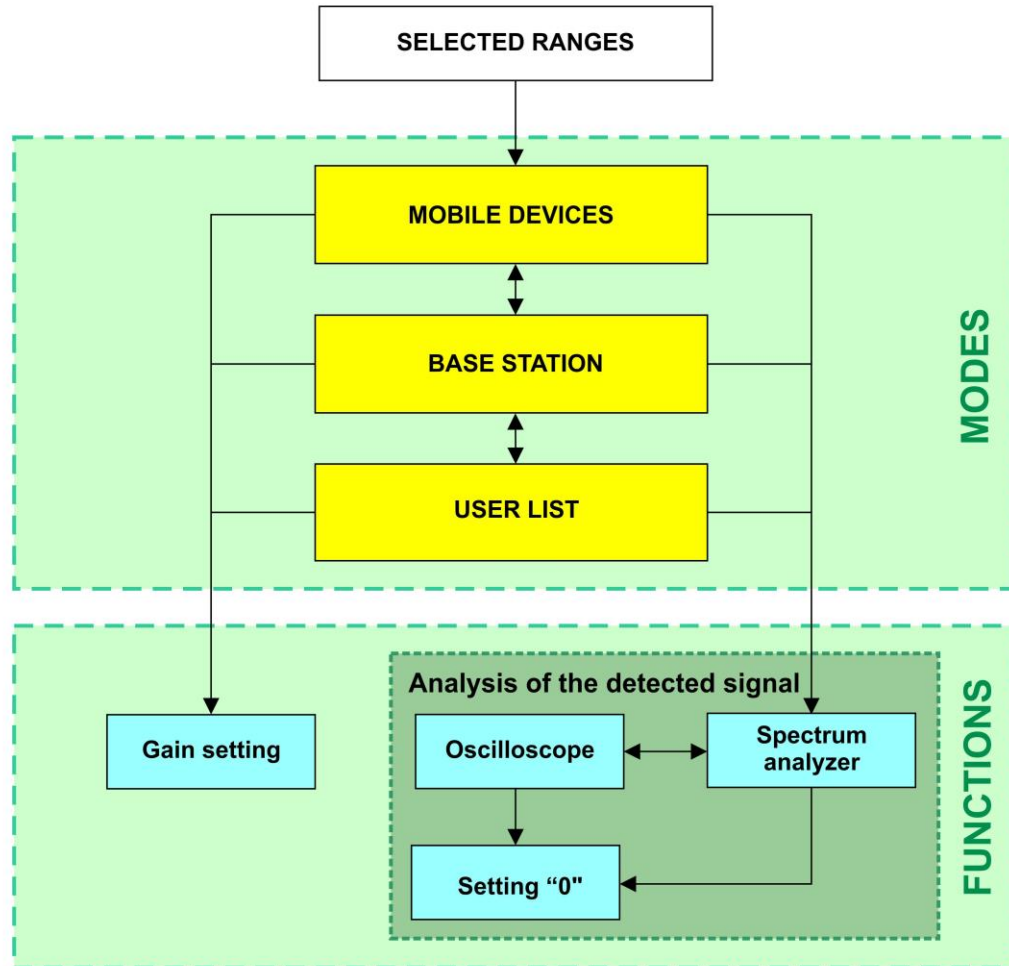 SELECTED RANGES
MOBILE DEVICES
BASE STATION
USER LIST
MODES
Analysis of the detected signal
Gain setting
Oscilloscope
Spectrum
analyzer
Setting “0"
FUNCTIONS